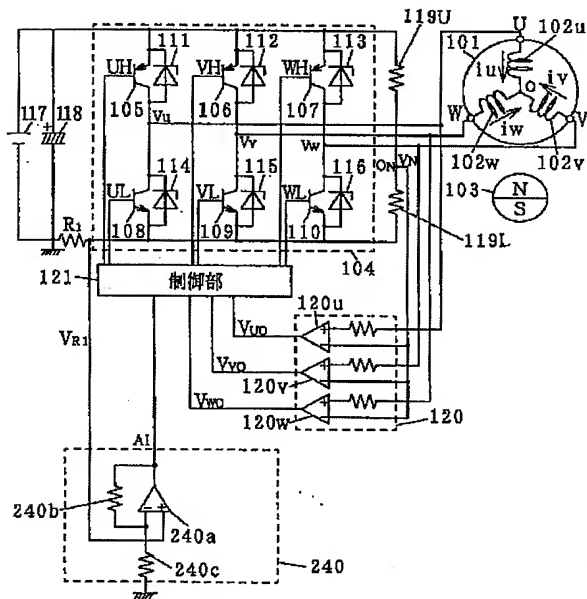 119U
U
102u
111
112
113
101
UH
VH
WH
iu
iv
O
105
106
107
117
118
Vu
W
V
iw
114
Vv
115
Vw
116
ON
VN
102w
102v
103
N
S
UL
VL
WL
R1
108
109
110
119L
104
121
制御部
120u
VR1
VUO
VVO
120v
VWO
120w
120
AI
240b
240a
240c
240